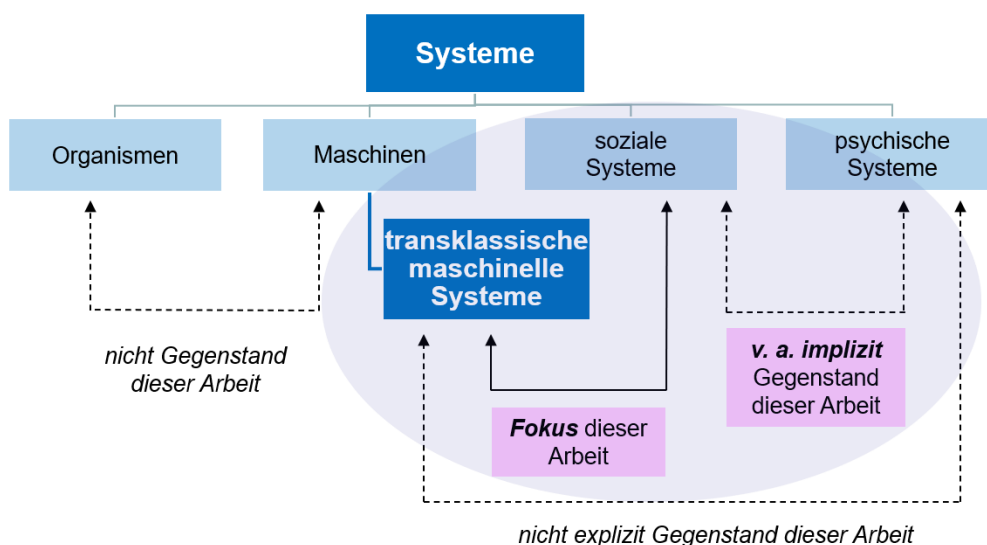 Systeme
Organismen
Maschinen
soziale
Systeme
psychische
Systeme
transklassische
maschinelle
Systeme
nicht Gegenstand
dieser Arbeit
v. a. implizit
Gegenstand
dieser Arbeit
Fokus dieser
Arbeit
nicht explizit Gegenstand dieser Arbeit